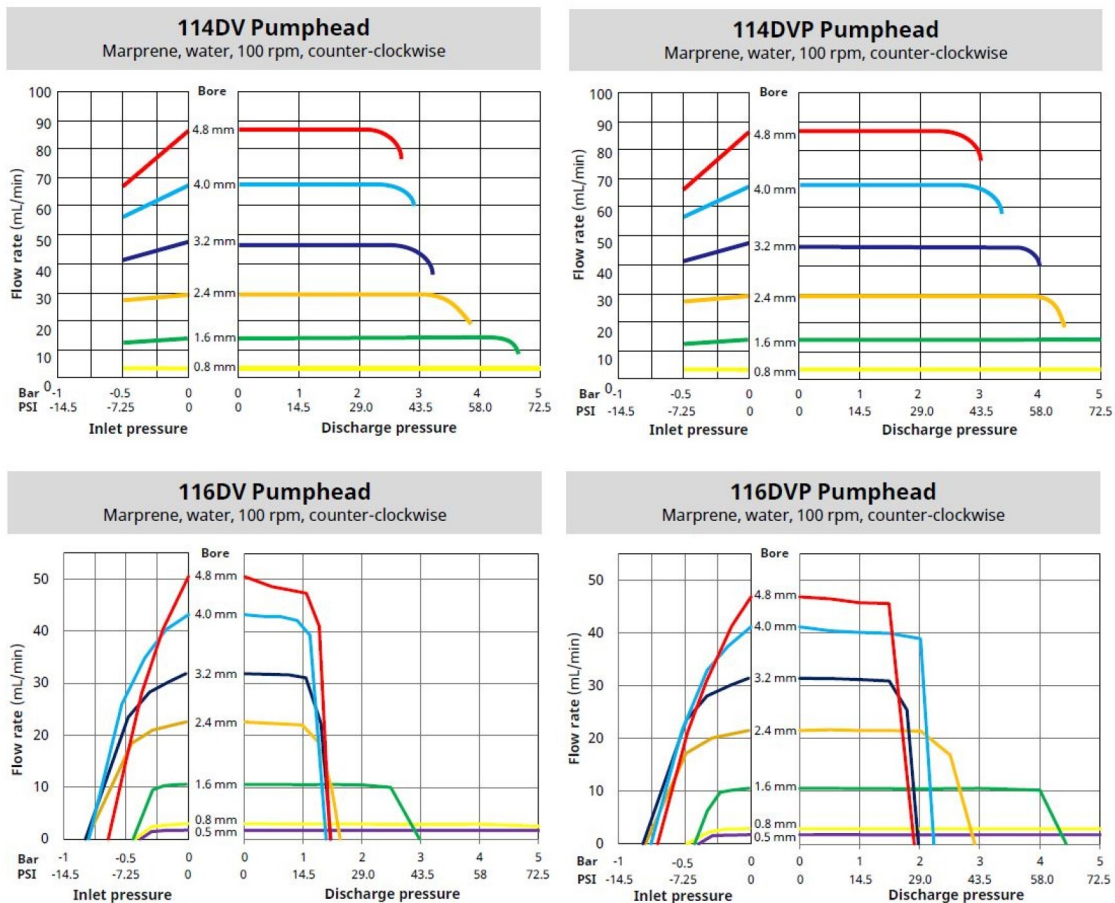 114DV Pumphead
Marprene, water, 100 rpm, counter-clockwise
Bore
100
90
80
70
60
50
40
30
20
10
0
Flow rate (mL/min)
4.8 mm
4.0 mm
3.2 mm
2.4 mm
1.6 mm
0.8 mm
Bar -1 -0.5 0 0 1 2 3 4 5
PSI -14.5 -7.25 0 0 14.5 29.0 43.5 58.0 72.5
Inlet pressure Discharge pressure
114DVP Pumphead
Marprene, water, 100 rpm, counter-clockwise
Bore
100
90
80
70
60
50
40
30
20
10
0
Flow rate (mL/min)
4.8 mm
4.0 mm
3.2 mm
2.4 mm
1.6 mm
0.8 mm
Bar -1 -0.5 0 0 1 2 3 4 5
PSI -14.5 -7.25 0 0 14.5 29.0 43.5 58.0 72.5
Inlet pressure Discharge pressure
116DV Pumphead
Marprene, water, 100 rpm, counter-clockwise
Bore
50
40
30
20
10
0
Flow rate (mL/min)
4.8 mm
4.0 mm
3.2 mm
2.4 mm
1.6 mm
0.8 mm
0.5 mm
Bar -1 -0.5 0 0 1 2 3 4 5
PSI -14.5 -7.25 0 0 14.5 29.0 43.5 58 72.5
Inlet pressure Discharge pressure
116DVP Pumphead
Marprene, water, 100 rpm, counter-clockwise
Bore
50
40
30
20
10
0
Flow rate (mL/min)
4.8 mm
4.0 mm
3.2 mm
2.4 mm
1.6 mm
0.8 mm
0.5 mm
Bar -1 -0.5 0 0 1 2 3 4 5
PSI -14.5 -7.25 0 0 14.5 29.0 43.5 58.0 72.5
Inlet pressure Discharge pressure